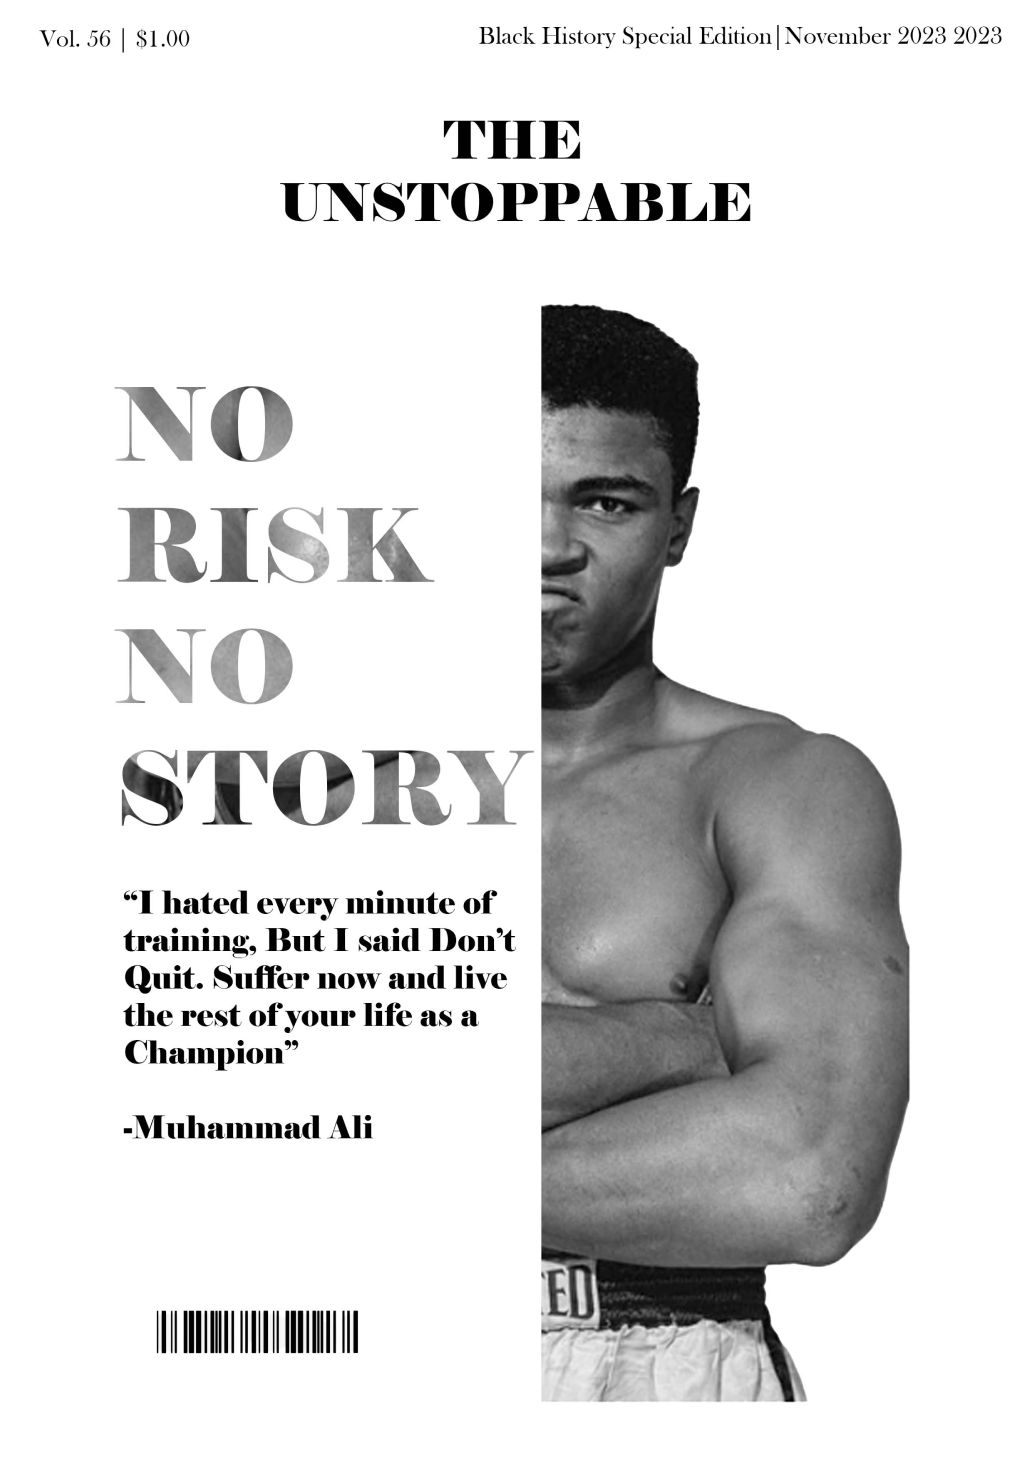 Vol. 56 | $1.00
Black History Special Edition|November 2023 2023
THE
UNSTOPPABLE
NO
RISK
NO
STORY
“I hated every minute of
training, But I said Don’t
Quit. Suffer now and live
the rest of your life as a
Champion”
-Muhammad Ali
ED